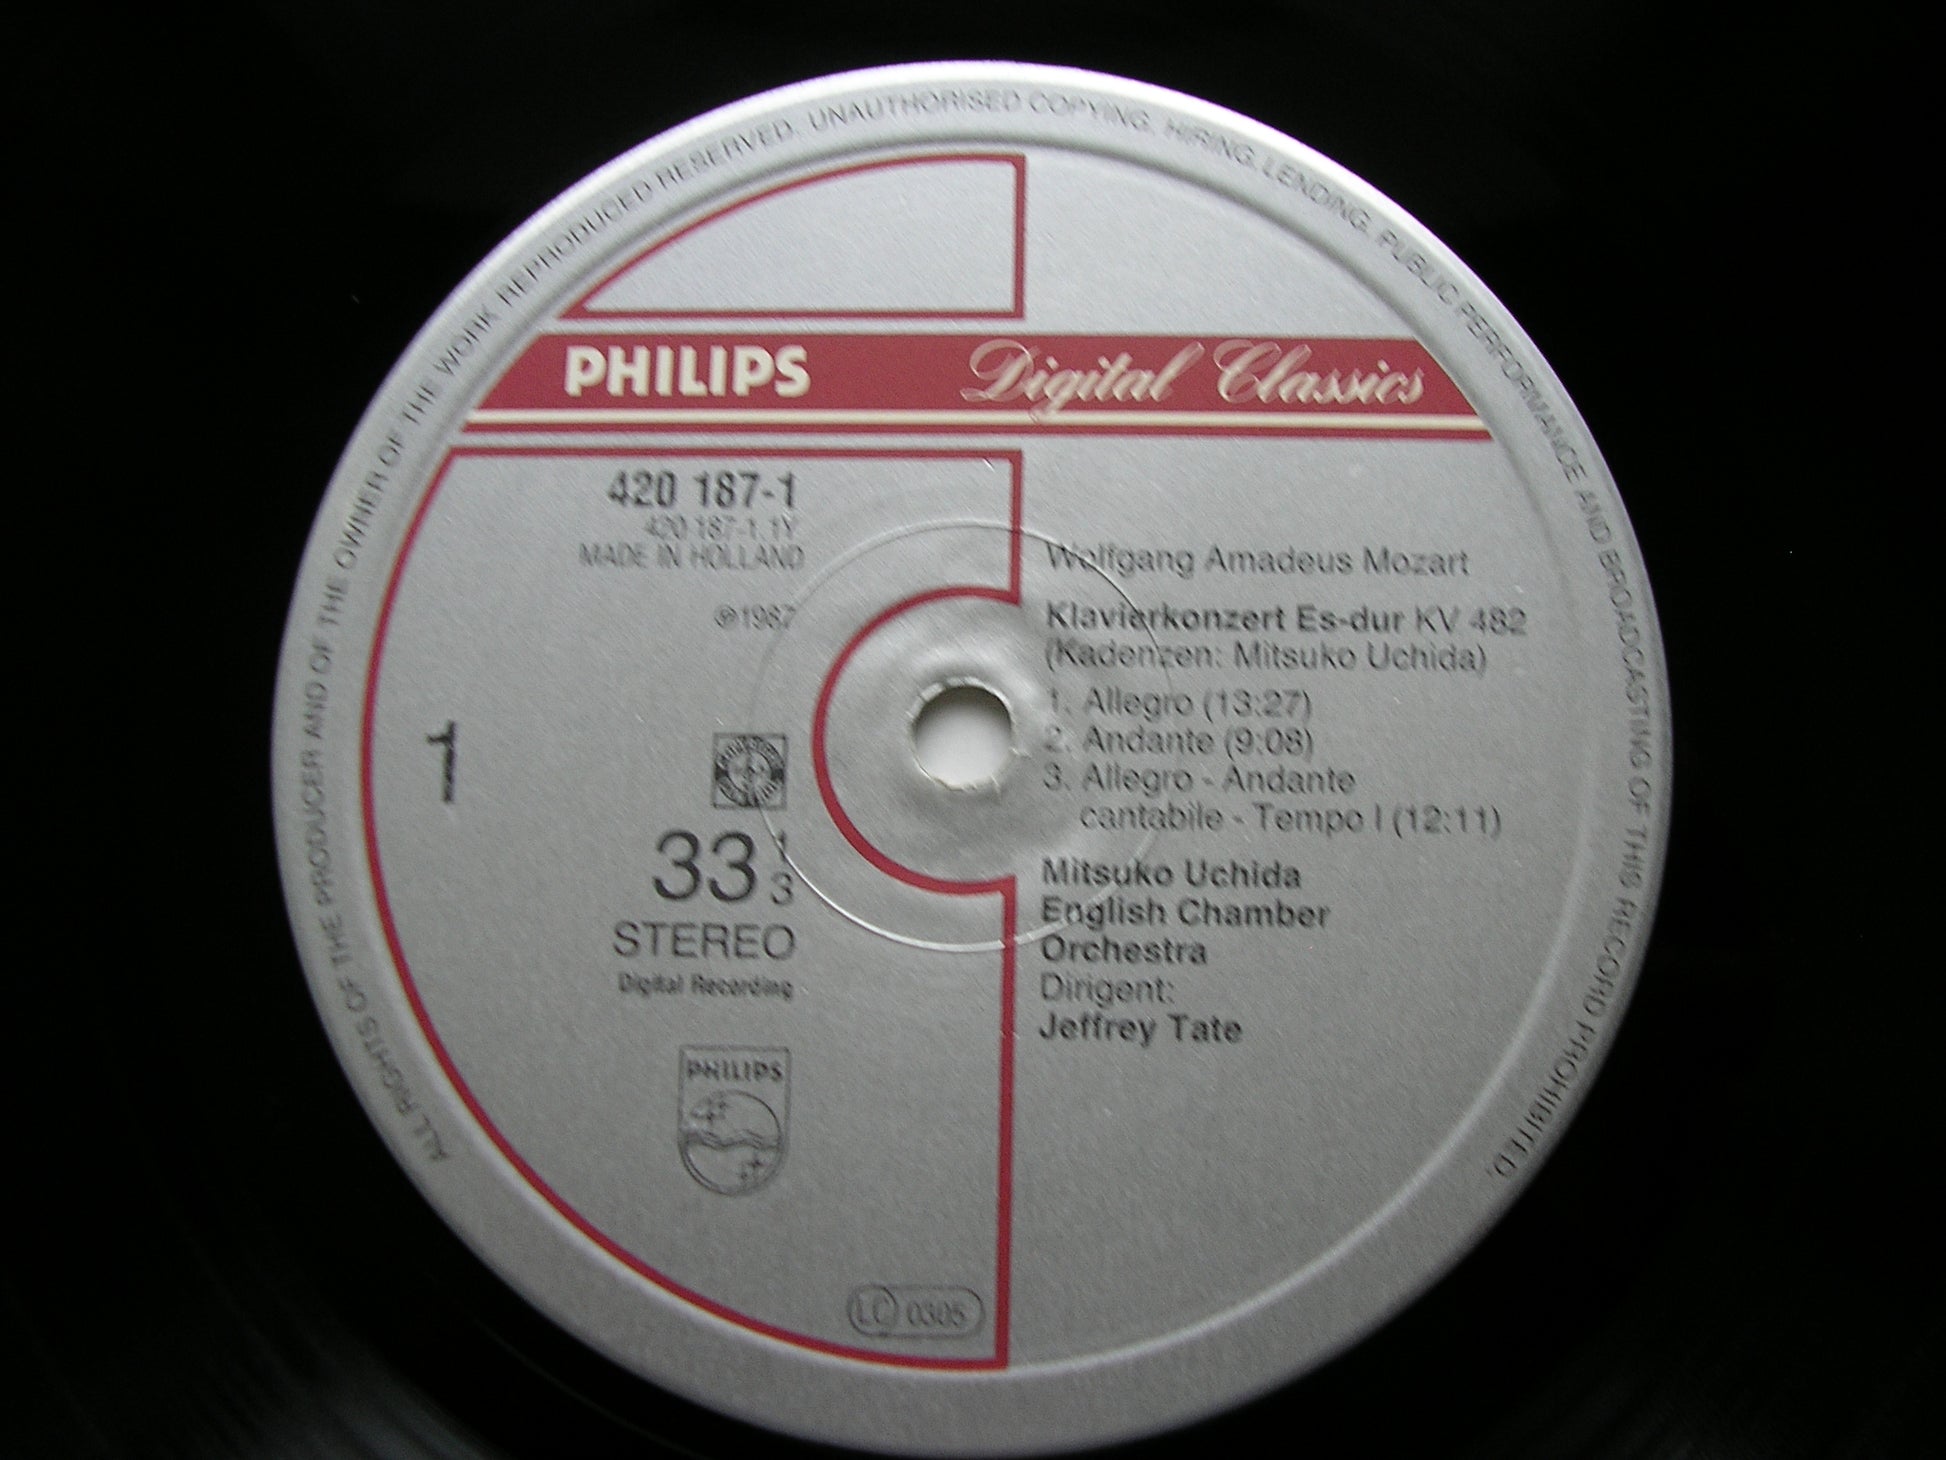 ALL RIGHTS OF THE PRODUCER AND OF THE OWNER OF THE WORK REPRODUCED RESERVED. UNAUTHORISED COPYING, HIRING, LENDING, PUBLIC PERFORMANCE AND BROADCASTING OF THIS RECORD PROHIBITED.
PHILIPS Digital Classics
420 187-1
420 187-1.1Y
MADE IN HOLLAND
℗1987
1
33 1/3
STEREO
Digital Recording
PHILIPS
LC 0305
Wolfgang Amadeus Mozart
Klavierkonzert Es-dur KV 482
(Kadenzen: Mitsuko Uchida)
1. Allegro (13:27)
2. Andante (9:08)
3. Allegro - Andante
cantabile - Tempo I (12:11)
Mitsuko Uchida
English Chamber
Orchestra
Dirigent:
Jeffrey Tate